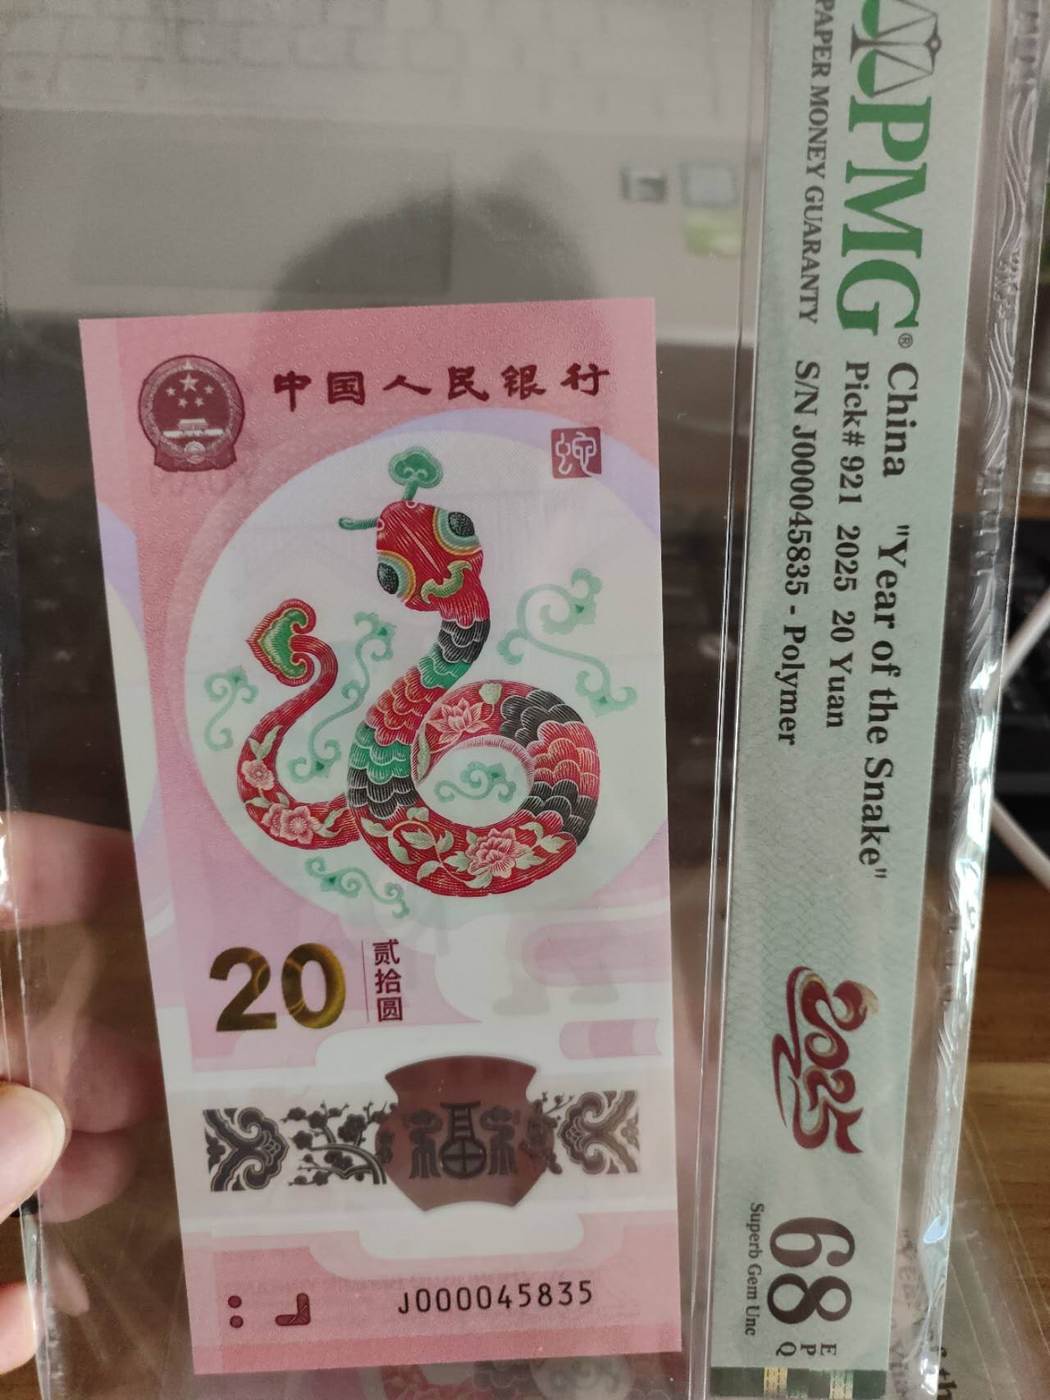 中国人民银行
蛇
20
贰拾圆
福
J000045835
PMG®
PAPER MONEY GUARANTY
China "Year of the Snake"
Pick# 921 2025 20 Yuan
S/N J000045835 - Polymer
2025
68
EPQ
Superb Gem Unc